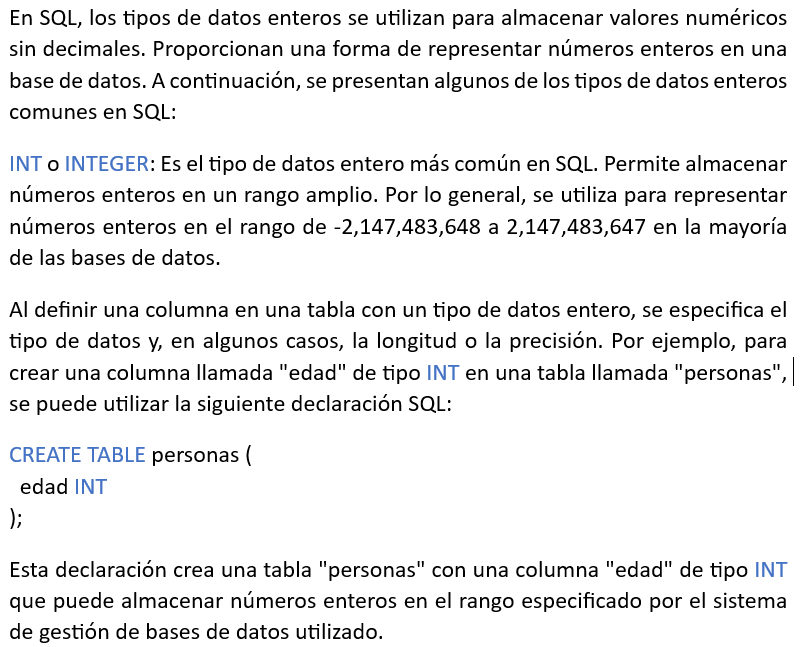 En SQL, los tipos de datos enteros se utilizan para almacenar valores numéricos
sin decimales. Proporcionan una forma de representar números enteros en una
base de datos. A continuación, se presentan algunos de los tipos de datos enteros
comunes en SQL:
INT o INTEGER: Es el tipo de datos entero más común en SQL. Permite almacenar
números enteros en un rango amplio. Por lo general, se utiliza para representar
números enteros en el rango de -2,147,483,648 a 2,147,483,647 en la mayoría
de las bases de datos.
Al definir una columna en una tabla con un tipo de datos entero, se especifica el
tipo de datos y, en algunos casos, la longitud o la precisión. Por ejemplo, para
crear una columna llamada "edad" de tipo INT en una tabla llamada "personas",
se puede utilizar la siguiente declaración SQL:
CREATE TABLE personas (
  edad INT
);
Esta declaración crea una tabla "personas" con una columna "edad" de tipo INT
que puede almacenar números enteros en el rango especificado por el sistema
de gestión de bases de datos utilizado.